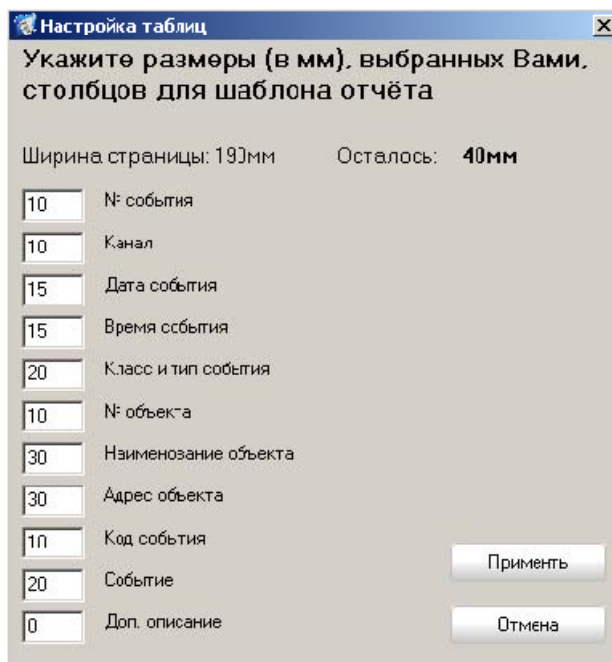 Настройка таблиц
Укажите размеры (в мм), выбранных Вами,
столбцов для шаблона отчёта
Ширина страницы: 190мм Осталось: 40мм
10 № события
10 Канал
15 Дата события
15 Время события
20 Класс и тип события
10 № объекта
30 Наименование объекта
30 Адрес объекта
10 Код события
Применть
20 Событие
0 Доп. описание
Отмена